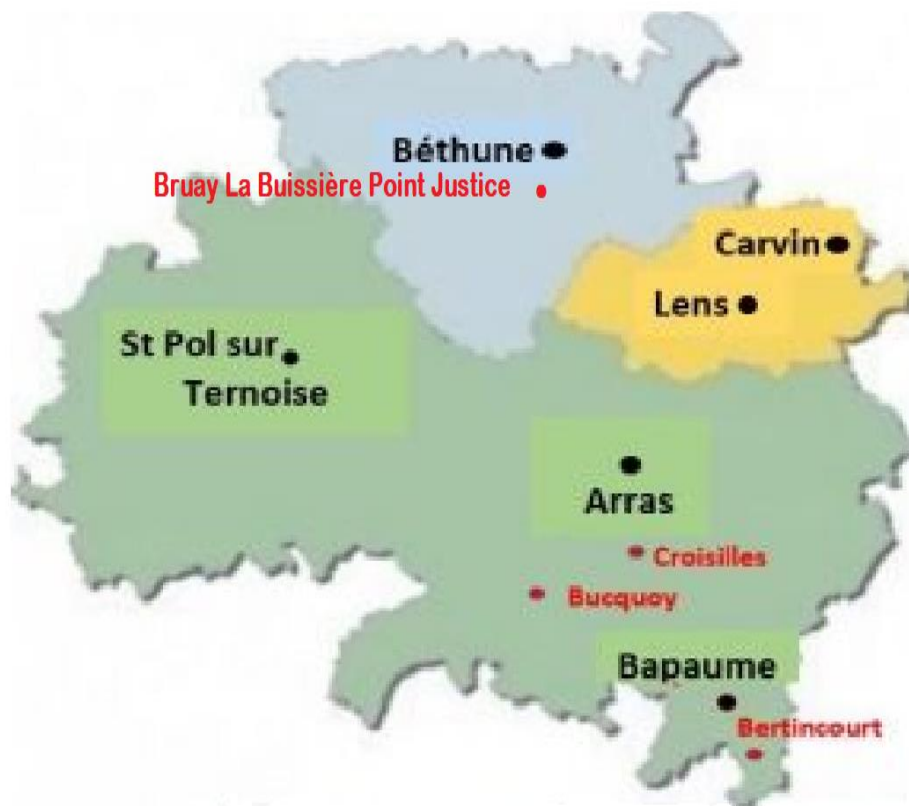 Béthune
Bruay La Buissière Point Justice
Carvin
Lens
St Pol sur
Ternoise
Arras
Croisilles
Bucquoy
Bapaume
Bertincourt